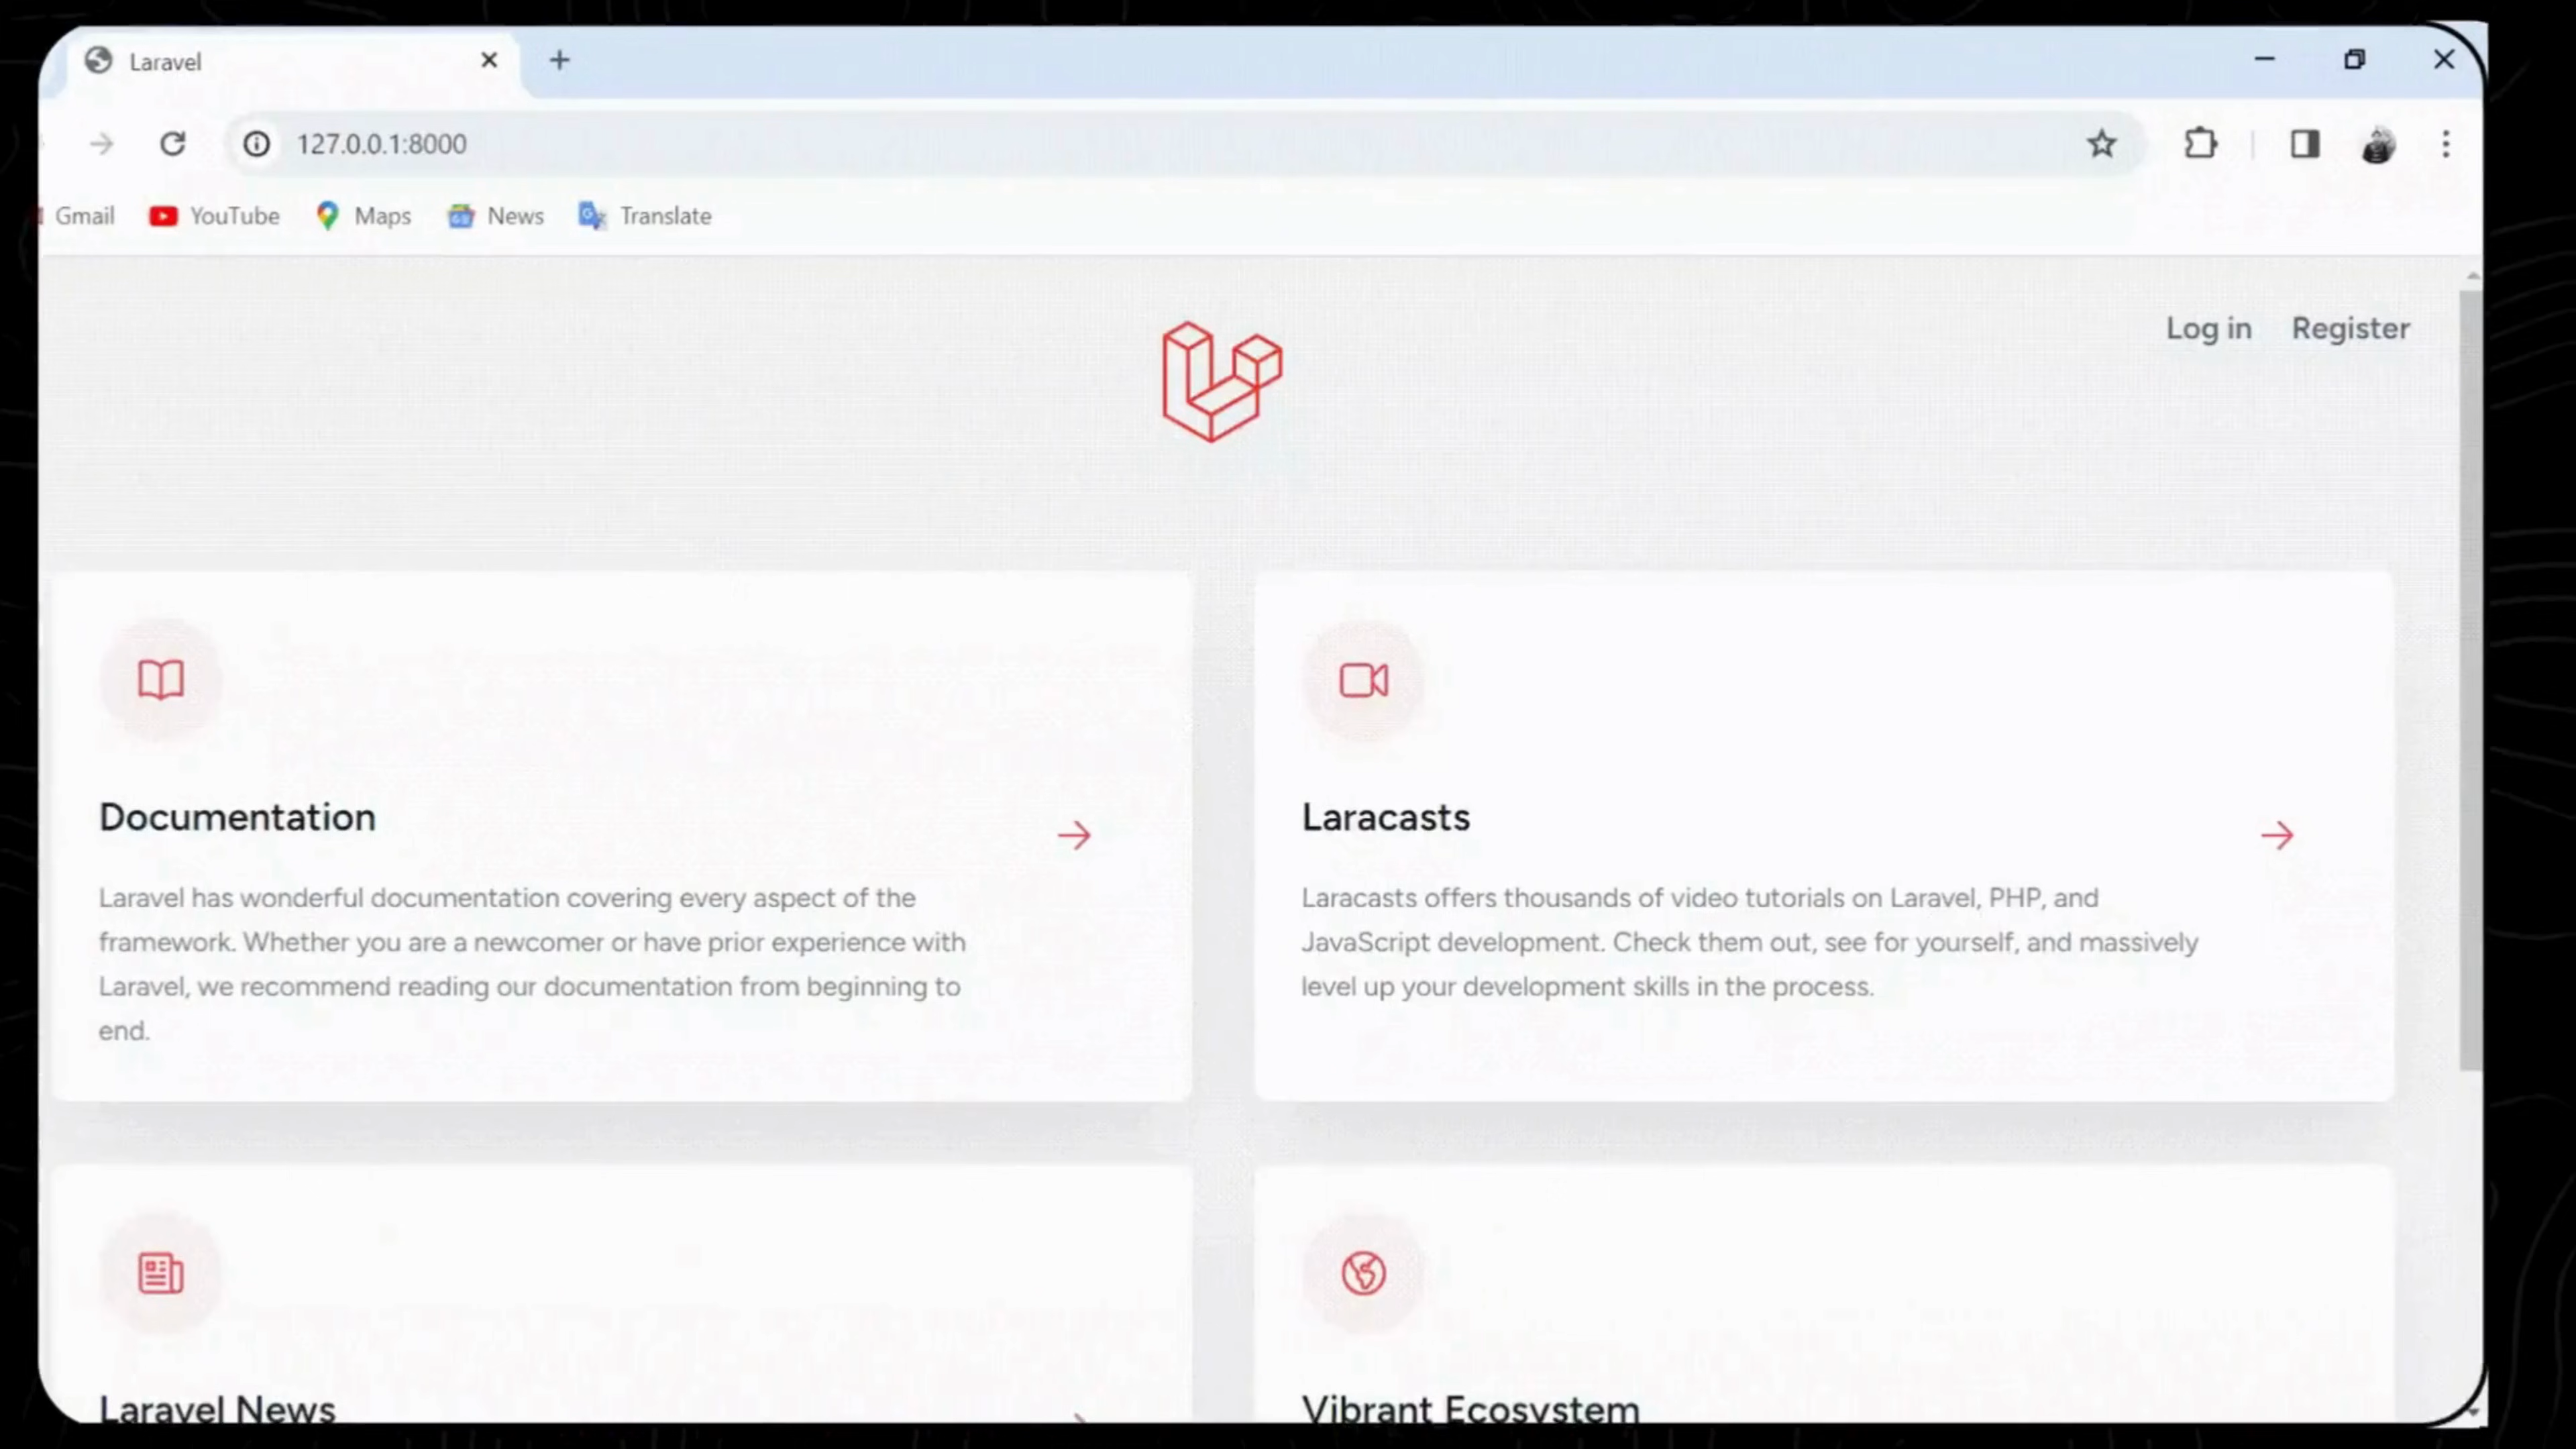 Laravel
127.0.0.1:8000
Gmail YouTube Maps News Translate
Log in Register
Documentation
Laravel has wonderful documentation covering every aspect of the
framework. Whether you are a newcomer or have prior experience with
Laravel, we recommend reading our documentation from beginning to
end.
Laracasts
Laracasts offers thousands of video tutorials on Laravel, PHP, and
JavaScript development. Check them out, see for yourself, and massively
level up your development skills in the process.
Laravel News
Vibrant Ecosystem